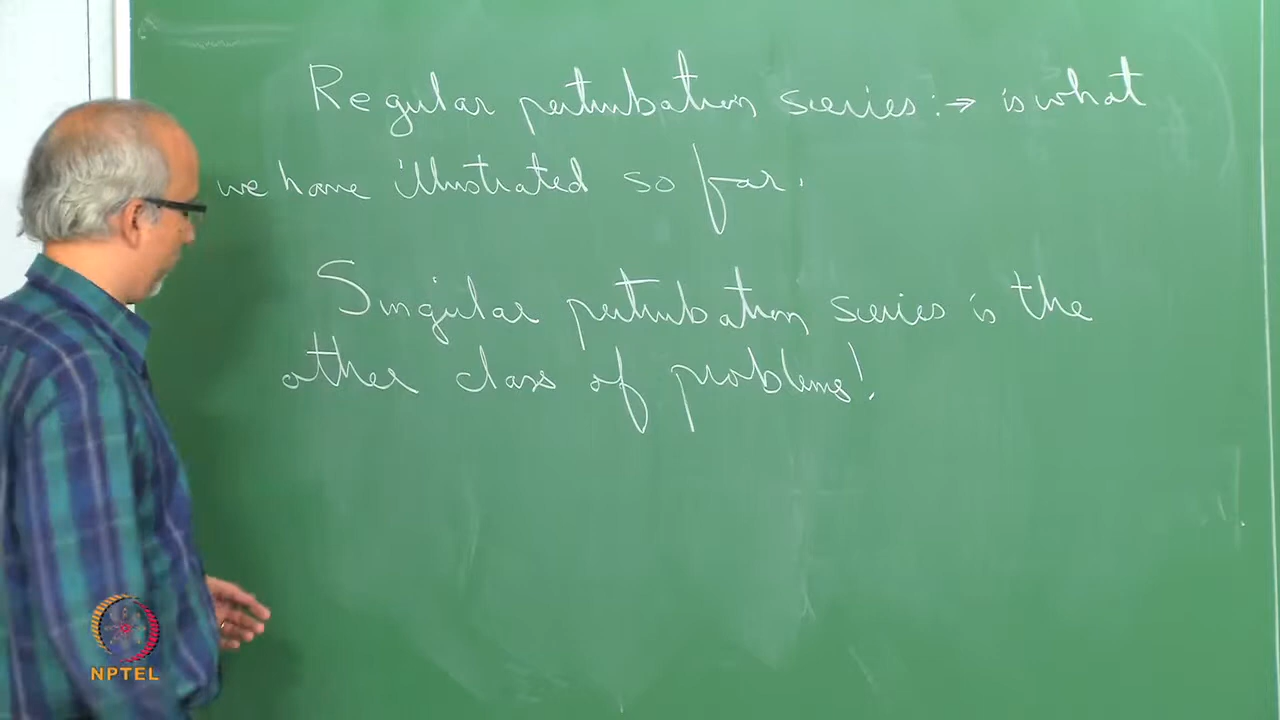 Regular perturbation series :→ is what
we have illustrated so far.
Singular perturbation series is the
other class of problems!.
NPTEL